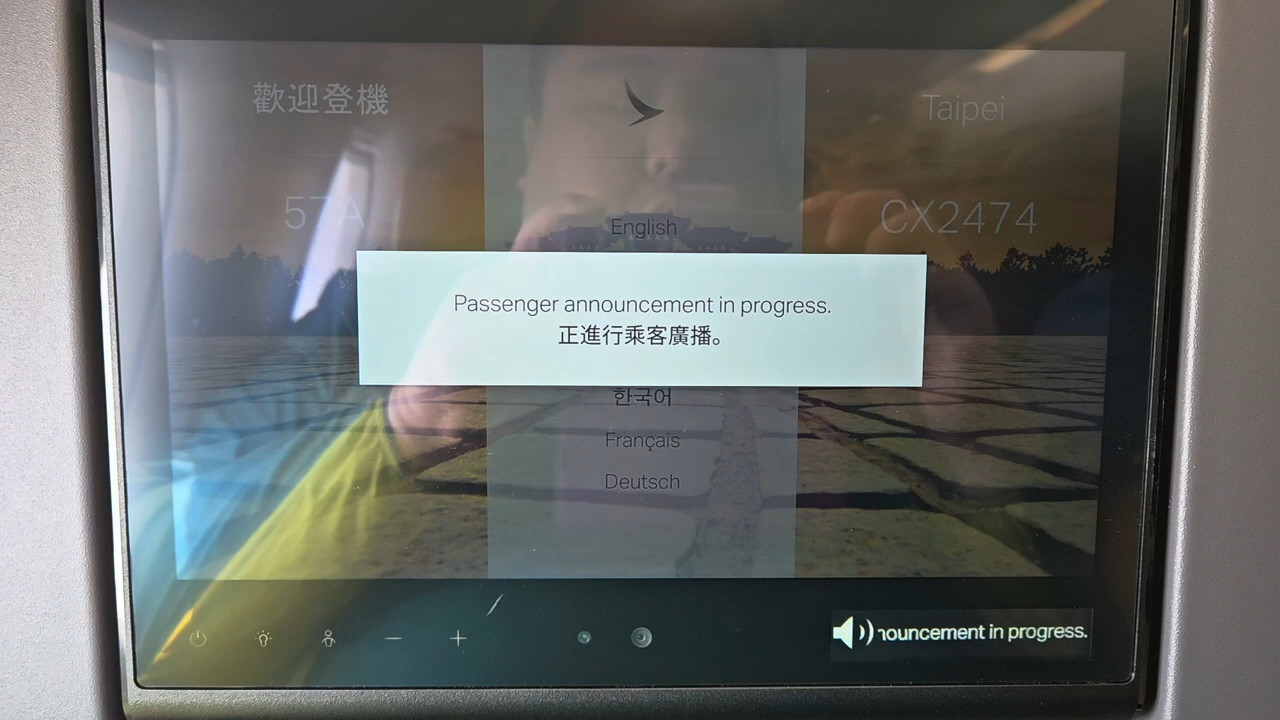 歡迎登機
57A
Taipei
CX2474
English
Passenger announcement in progress.
正進行乘客廣播。
한국어
Français
Deutsch
nouncement in progress.